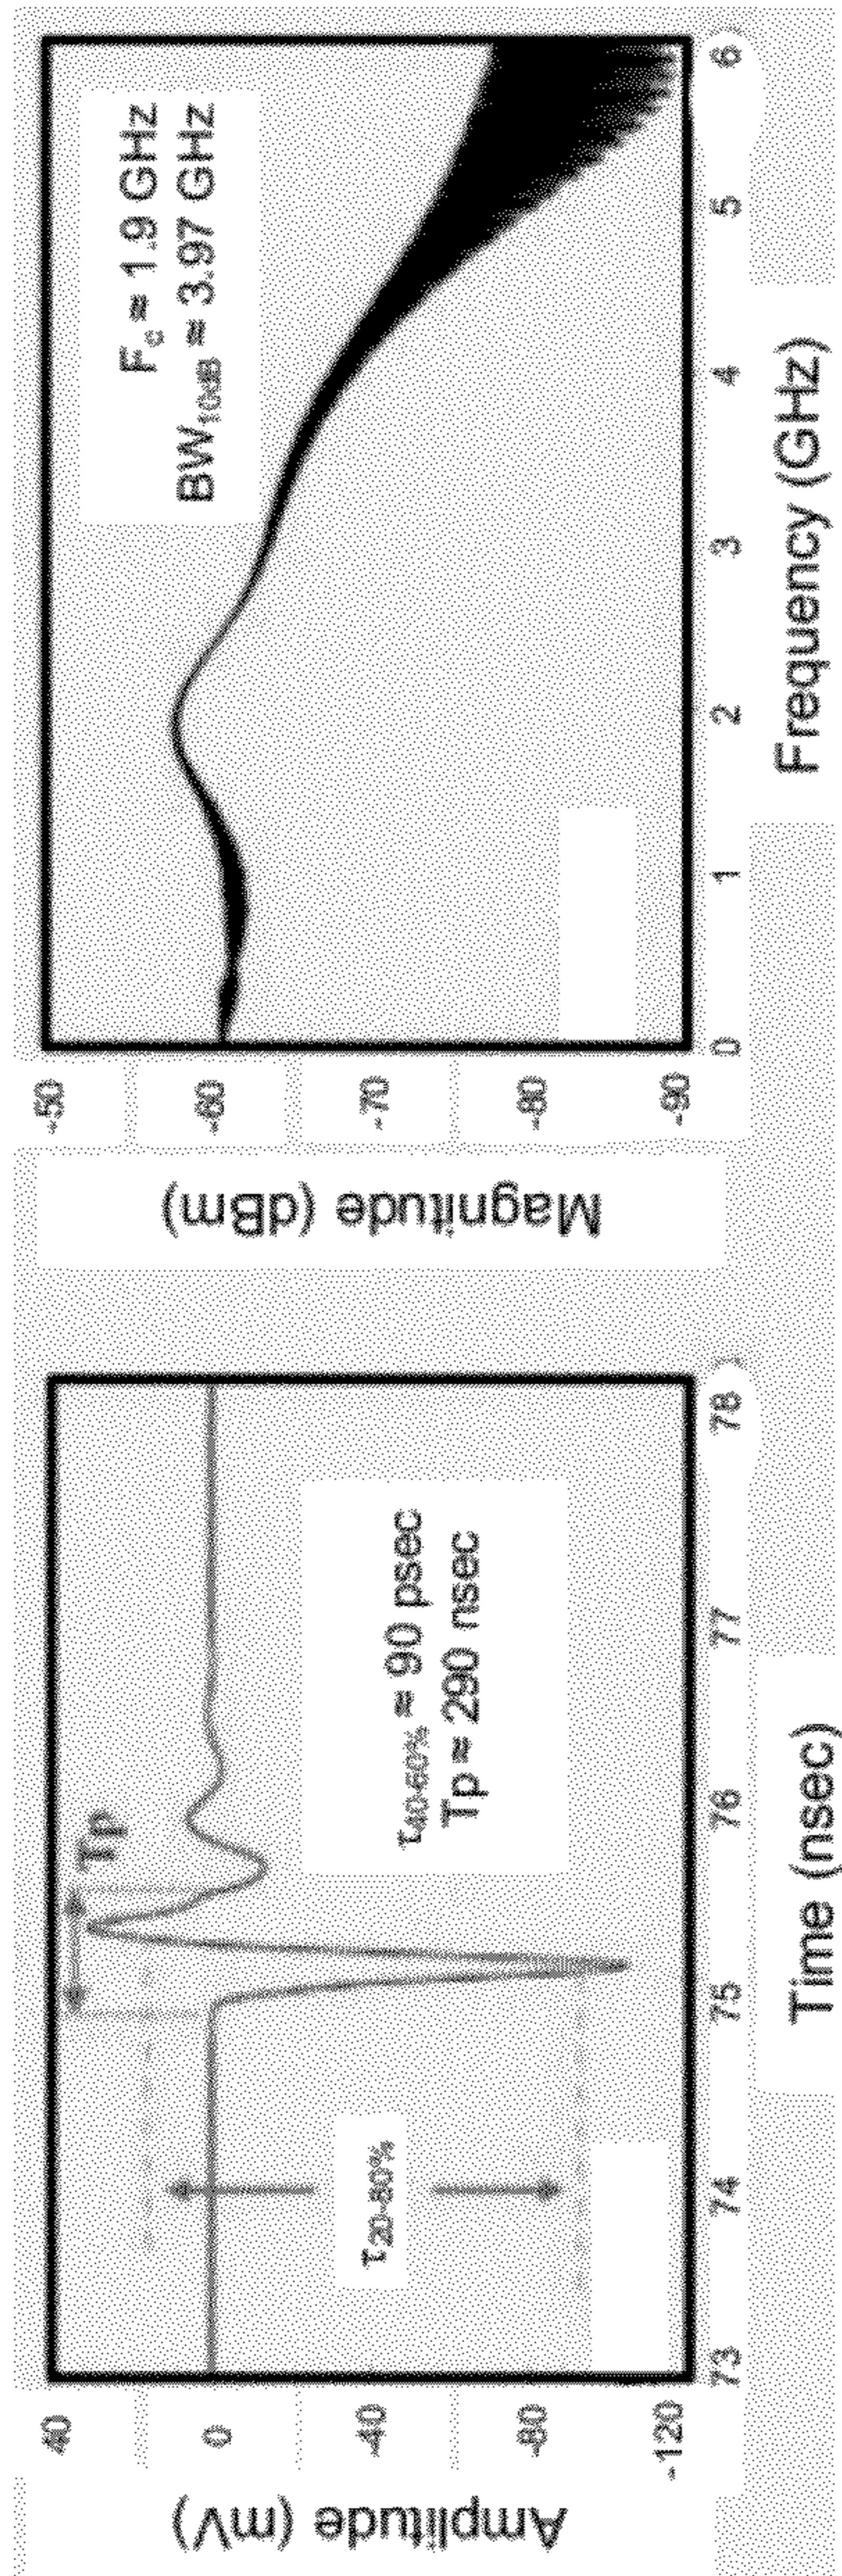 Amplitude (mV)
40
0
-40
-80
-120
Tp
τ20-80%
τ40-60% ≈ 90 psec
Tp ≈ 290 nsec
73
74
75
76
77
78
Time (nsec)
Magnitude (dBm)
-50
-60
-70
-80
-90
Fc ≈ 1.9 GHz
BW10dB ≈ 3.97 GHz
0
1
2
3
4
5
6
Frequency (GHz)